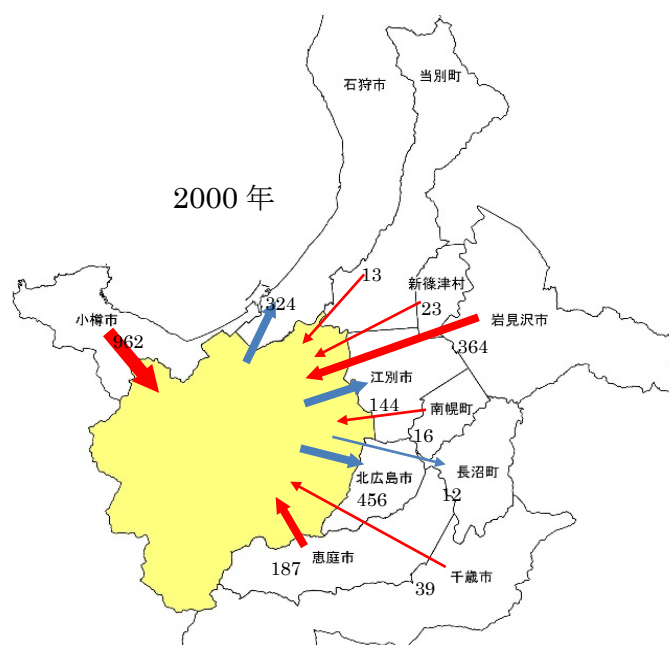 当別町
石狩市
2000 年
13
新篠津村
324
23
小樽市
岩見沢市
962
364
江別市
144
南幌町
16
北広島市
長沼町
456
12
恵庭市
187
千歳市
39